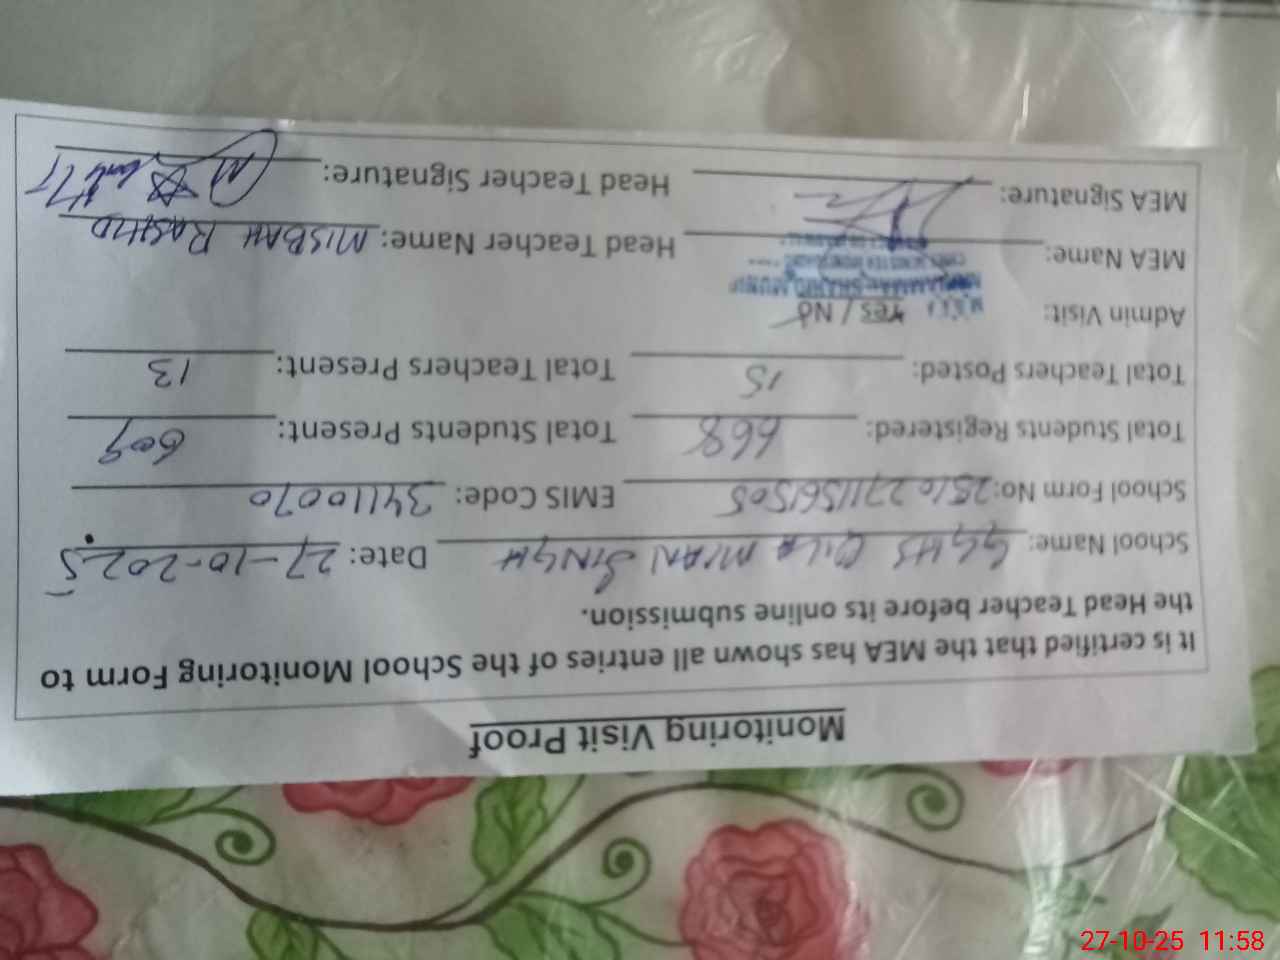 Monitoring Visit Proof
It is certified that the MEA has shown all entries of the School Monitoring Form to
the Head Teacher before its online submission.
School Name: GGHS QILA MIAN SINGH Date: 27-10-2025
School Form No: EMIS Code: 34110070
Total Students Registered: 668 Total Students Present: 609
Total Teachers Posted: 15 Total Teachers Present: 13
Admin Visit: Yes / No
MEA Name: Head Teacher Name: MISBAH RASHID
MEA Signature: Head Teacher Signature:
27-10-25 11:58